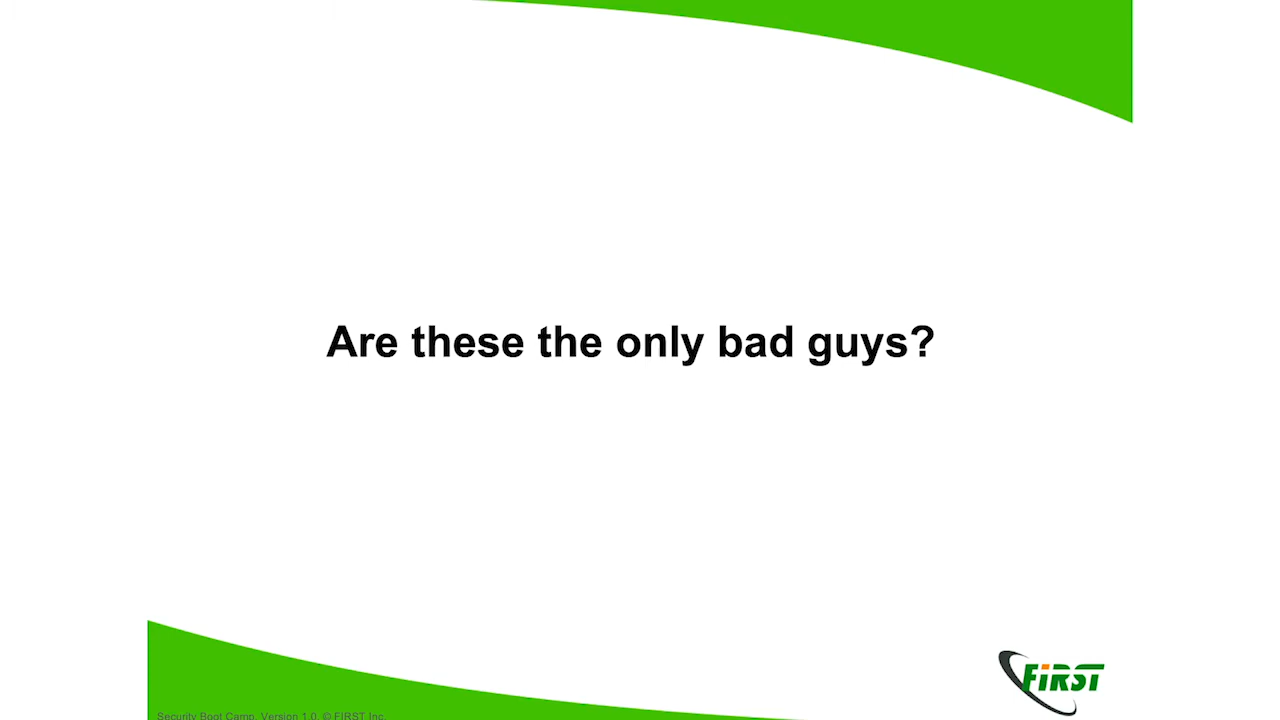 Are these the only bad guys?
FiRST
Security Boot Camp, Version 1.0, © FIRST Inc.